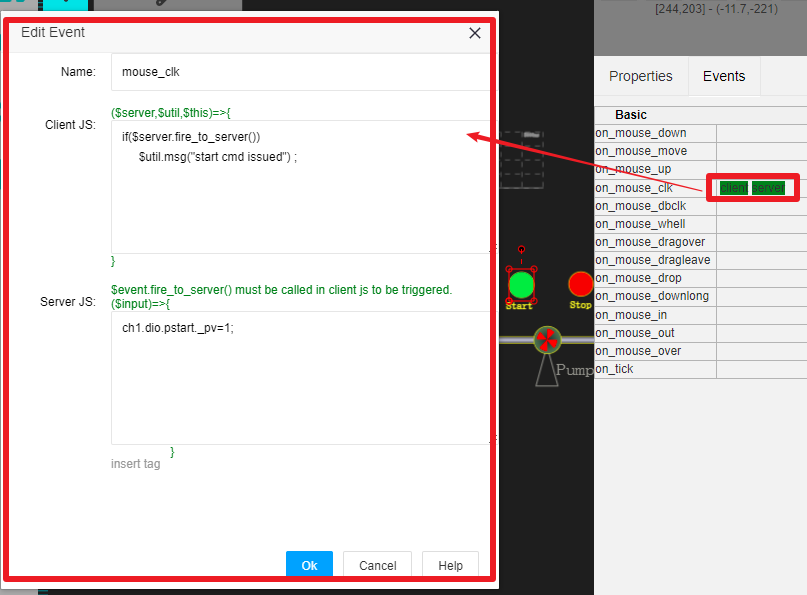 [244,203] - (-11.7,-221)
Edit Event
Name:
mouse_clk
Client JS:
($server,$util,$this)=>{
if($server.fire_to_server())
$util.msg("start cmd issued") ;
}
Server JS:
$event.fire_to_server() must be called in client js to be triggered.
($input)=>{
ch1.dio.pstart._pv=1;
}
insert tag
Ok
Cancel
Help
Start
Stop
Pump
Properties
Events
Basic
on_mouse_down
on_mouse_move
on_mouse_up
on_mouse_clk
client server
on_mouse_dbclk
on_mouse_whell
on_mouse_dragover
on_mouse_dragleave
on_mouse_drop
on_mouse_downlong
on_mouse_in
on_mouse_out
on_mouse_over
on_tick